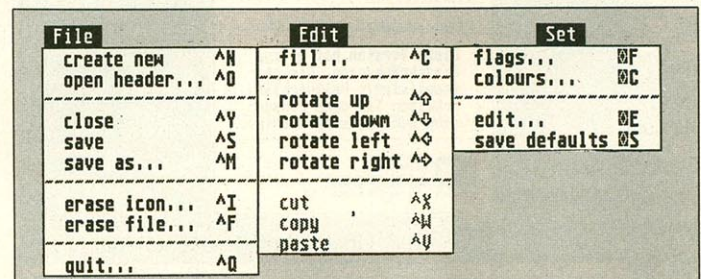 File
create new ^N
open header... ^O
close ^Y
save ^S
save as... ^M
erase icon... ^I
erase file... ^F
quit... ^Q
Edit
fill... ^C
rotate up ^⇧
rotate down ^⇩
rotate left ^⇦
rotate right ^⇨
cut ^X
copy ^W
paste ^V
Set
flags... ◊F
colours... ◊C
edit... ◊E
save defaults ◊S